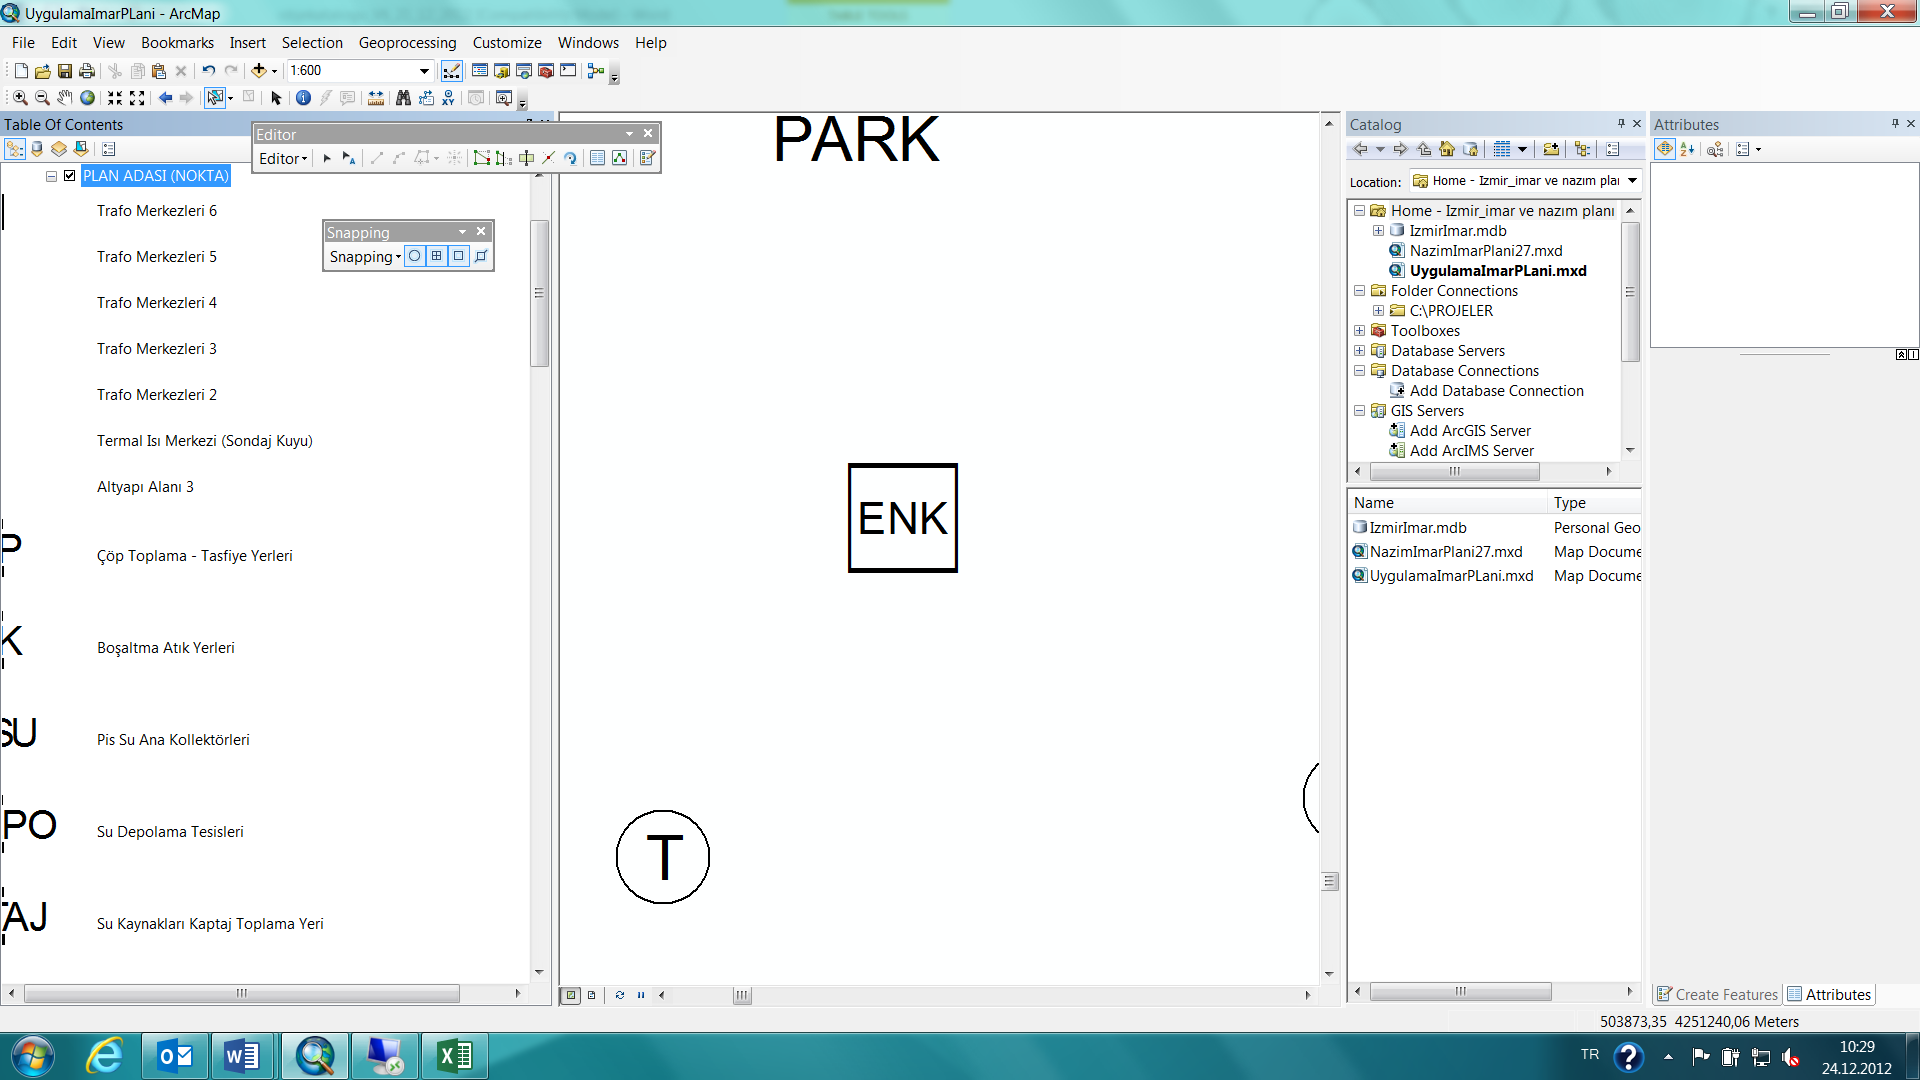 UygulamaImarPLani - ArcMap
File Edit View Bookmarks Insert Selection Geoprocessing Customize Windows Help
1:600
Table Of Contents
PLAN ADASI (NOKTA)
Trafo Merkezleri 6
Trafo Merkezleri 5
Trafo Merkezleri 4
Trafo Merkezleri 3
Trafo Merkezleri 2
Termal Isı Merkezi (Sondaj Kuyu)
Altyapı Alanı 3
P
Çöp Toplama - Tasfiye Yerleri
K
Boşaltma Atık Yerleri
SU
Pis Su Ana Kollektörleri
PO
Su Depolama Tesisleri
TAJ
Su Kaynakları Kaptaj Toplama Yeri
Editor
Editor
Snapping
Snapping
PARK
ENK
T
Catalog
Location: Home - Izmir_imar ve nazım plaı
Home - Izmir_imar ve nazım planı
IzmirImar.mdb
NazimImarPlani27.mxd
UygulamaImarPLani.mxd
Folder Connections
C:\PROJELER
Toolboxes
Database Servers
Database Connections
Add Database Connection
GIS Servers
Add ArcGIS Server
Add ArcIMS Server
Name Type
IzmirImar.mdb Personal Geo
NazimImarPlani27.mxd Map Docume
UygulamaImarPLani.mxd Map Docume
Attributes
Create Features Attributes
503873,35 4251240,06 Meters
TR
10:29
24.12.2012